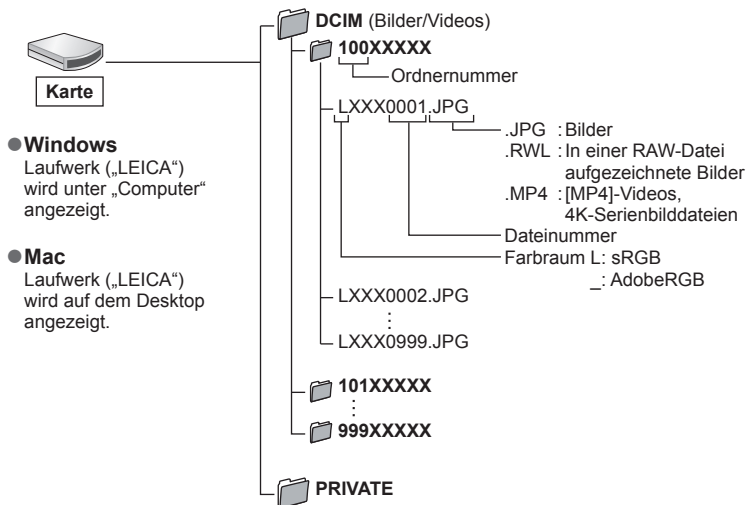 DCIM (Bilder/Videos)
100XXXXX
Ordnernummer
Karte
LXXX0001.JPG
.JPG : Bilder
.RWL : In einer RAW-Datei
aufgezeichnete Bilder
.MP4 : [MP4]-Videos,
4K-Serienbilddateien
Dateinummer
Farbraum L: sRGB
_: AdobeRGB
●Windows
Laufwerk („LEICA“)
wird unter „Computer“
angezeigt.
●Mac
Laufwerk („LEICA“)
wird auf dem Desktop
angezeigt.
LXXX0002.JPG
LXXX0999.JPG
101XXXXX
999XXXXX
PRIVATE